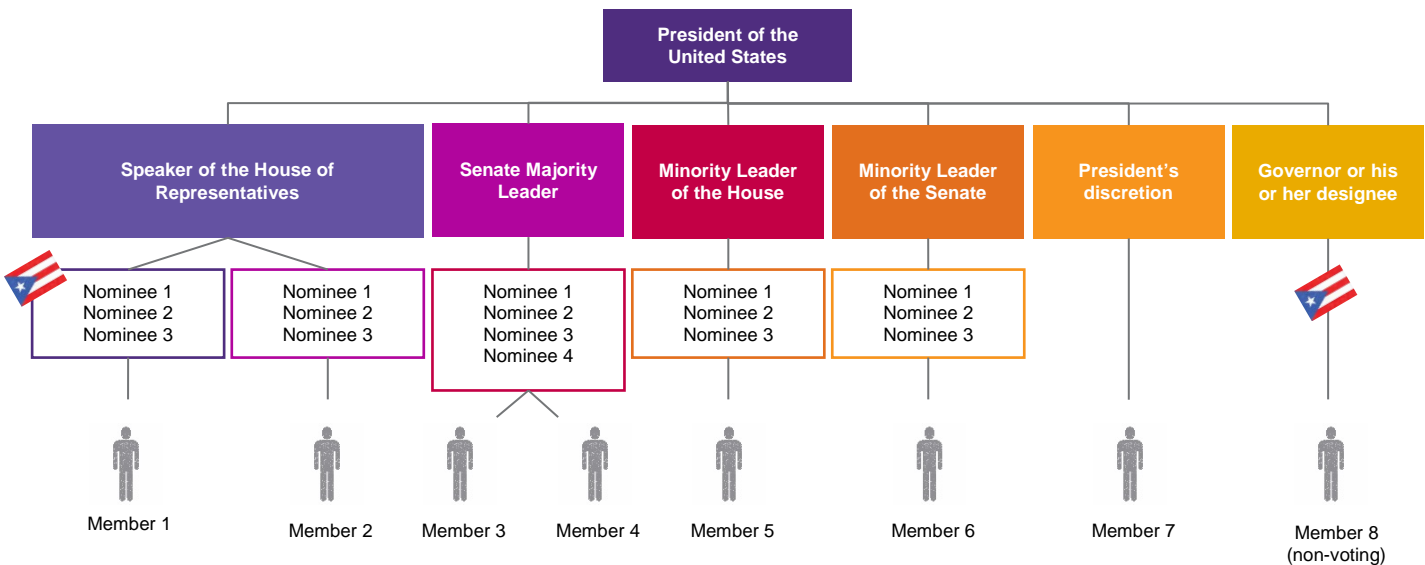 President of the
United States
Speaker of the House of
Representatives
Senate Majority
Leader
Minority Leader
of the House
Minority Leader
of the Senate
President’s
discretion
Governor or his
or her designee
Nominee 1
Nominee 2
Nominee 3
Nominee 1
Nominee 2
Nominee 3
Nominee 1
Nominee 2
Nominee 3
Nominee 4
Nominee 1
Nominee 2
Nominee 3
Nominee 1
Nominee 2
Nominee 3
Member 1
Member 2
Member 3
Member 4
Member 5
Member 6
Member 7
Member 8
(non-voting)